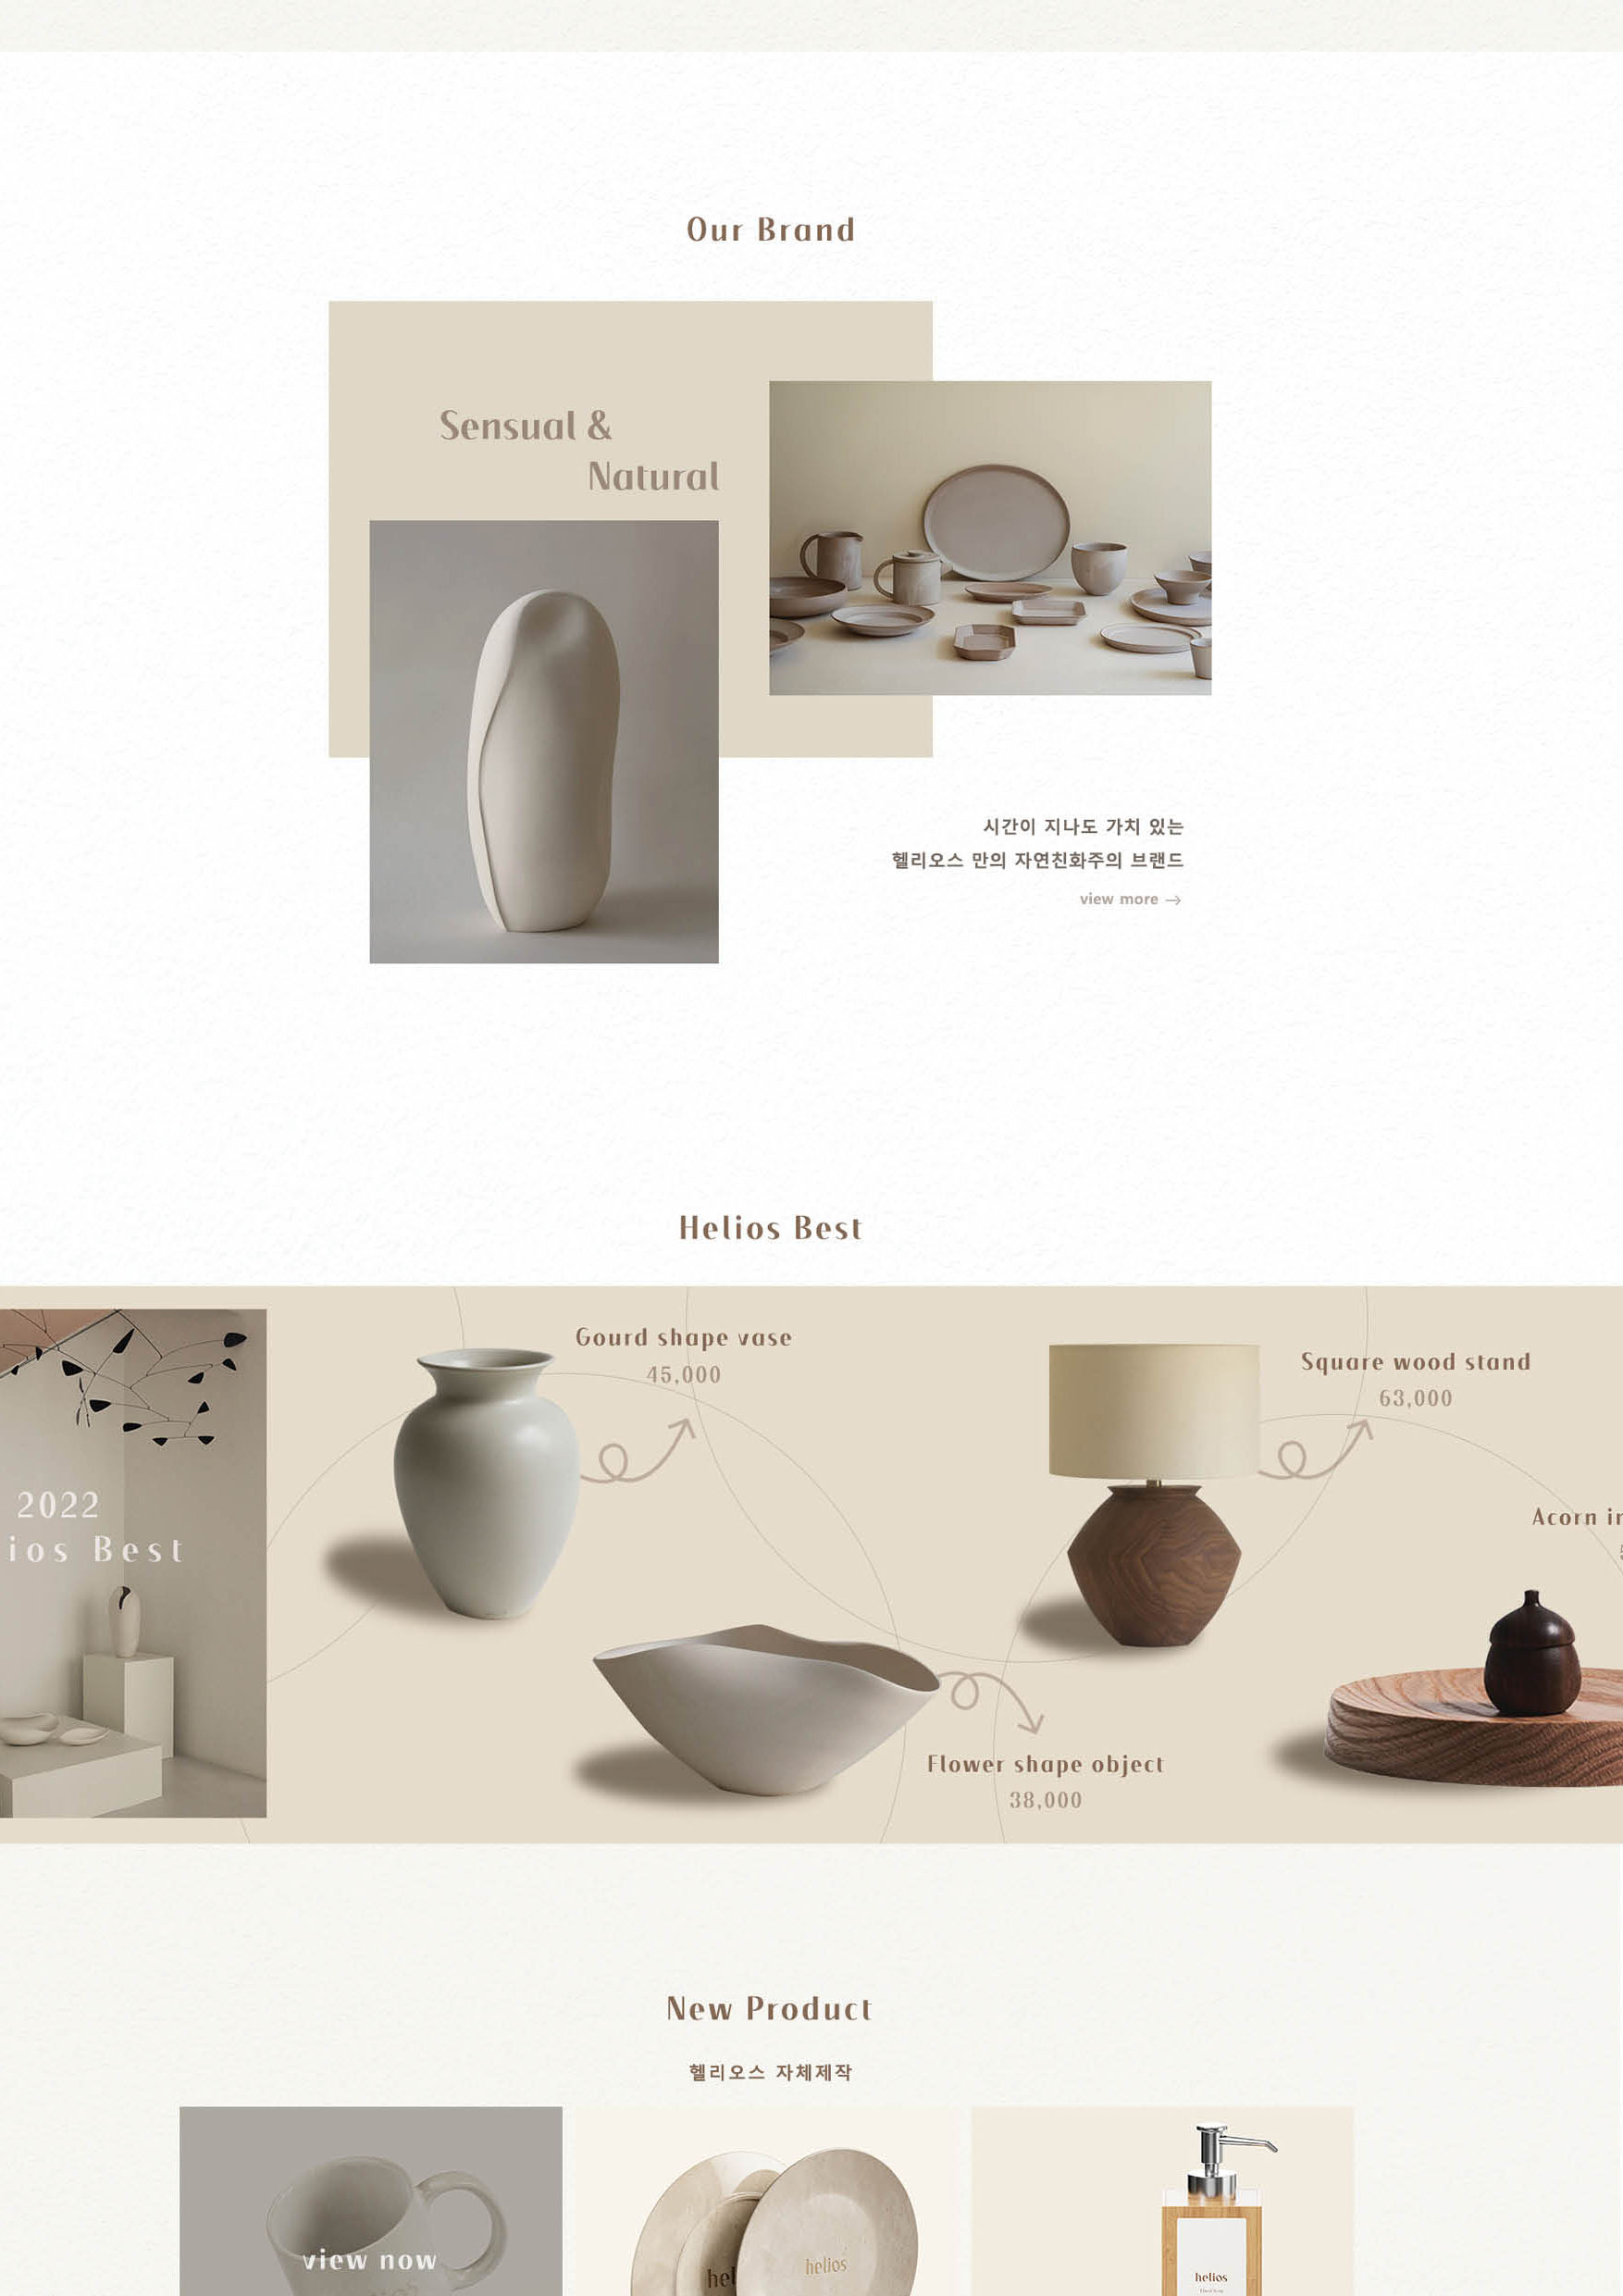 Our Brand
Sensual &
Natural
시간이 지나도 가치 있는
헬리오스 만의 자연친화주의 브랜드
view more →
Helios Best
Gourd shape vase
45,000
Square wood stand
63,000
2022
ios Best
Acorn
Flower shape object
38,000
New Product
헬리오스 자체제작
view now
hel
helios
helios